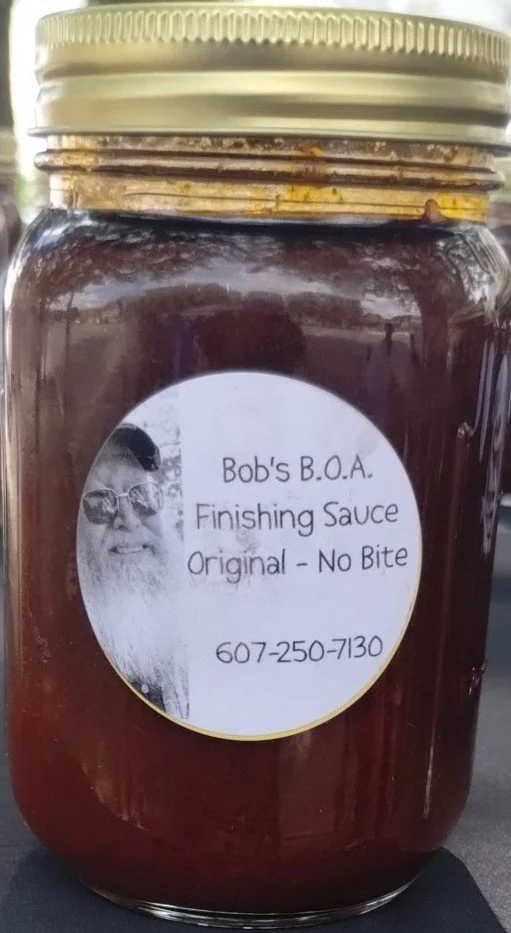 Bob's B.O.A.
Finishing Sauce
Original - No Bite
607-250-7130